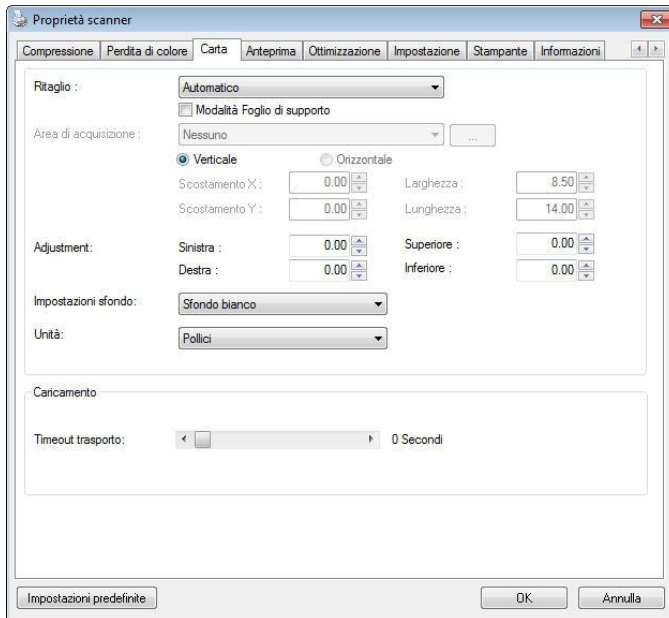 Proprietà scanner
Compressione Perdita di colore Carta Anteprima Ottimizzazione Impostazione Stampante Informazioni
Ritaglio : Automatico
Modalità Foglio di supporto
Area di acquisizione : Nessuno ...
Verticale Orizzontale
Scostamento X : 0.00 Larghezza : 8.50
Scostamento Y : 0.00 Lunghezza : 14.00
Adjustment: Sinistra : 0.00 Superiore : 0.00
Destra : 0.00 Inferiore : 0.00
Impostazioni sfondo: Sfondo bianco
Unità: Pollici
Caricamento
Timeout trasporto: 0 Secondi
Impostazioni predefinite OK Annulla